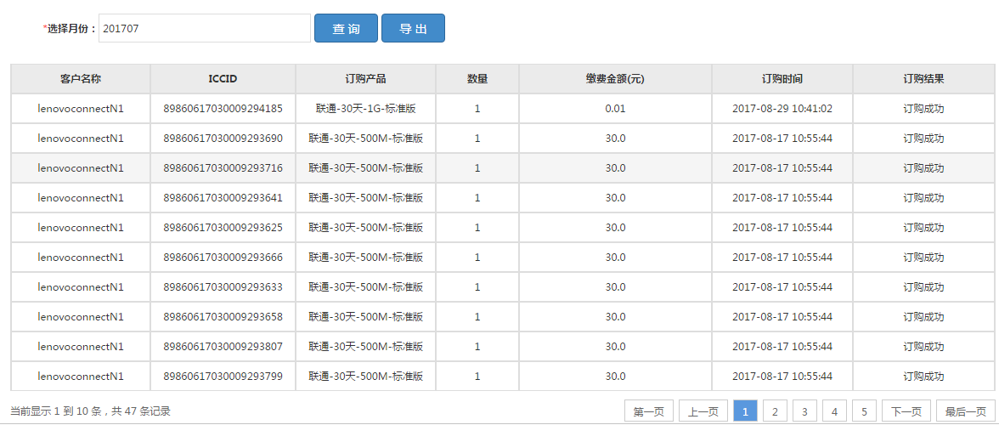 *选择月份： 201707 查 询 导 出
客户名称 ICCID 订购产品 数量 缴费金额(元) 订购时间 订购结果
lenovoconnectN1 89860617030009294185 联通-30天-1G-标准版 1 0.01 2017-08-29 10:41:02 订购成功
lenovoconnectN1 89860617030009293690 联通-30天-500M-标准版 1 30.0 2017-08-17 10:55:44 订购成功
lenovoconnectN1 89860617030009293716 联通-30天-500M-标准版 1 30.0 2017-08-17 10:55:44 订购成功
lenovoconnectN1 89860617030009293641 联通-30天-500M-标准版 1 30.0 2017-08-17 10:55:44 订购成功
lenovoconnectN1 89860617030009293625 联通-30天-500M-标准版 1 30.0 2017-08-17 10:55:44 订购成功
lenovoconnectN1 89860617030009293666 联通-30天-500M-标准版 1 30.0 2017-08-17 10:55:44 订购成功
lenovoconnectN1 89860617030009293633 联通-30天-500M-标准版 1 30.0 2017-08-17 10:55:44 订购成功
lenovoconnectN1 89860617030009293658 联通-30天-500M-标准版 1 30.0 2017-08-17 10:55:44 订购成功
lenovoconnectN1 89860617030009293807 联通-30天-500M-标准版 1 30.0 2017-08-17 10:55:44 订购成功
lenovoconnectN1 89860617030009293799 联通-30天-500M-标准版 1 30.0 2017-08-17 10:55:44 订购成功
当前显示 1 到 10 条，共 47 条记录 第一页 上一页 1 2 3 4 5 下一页 最后一页